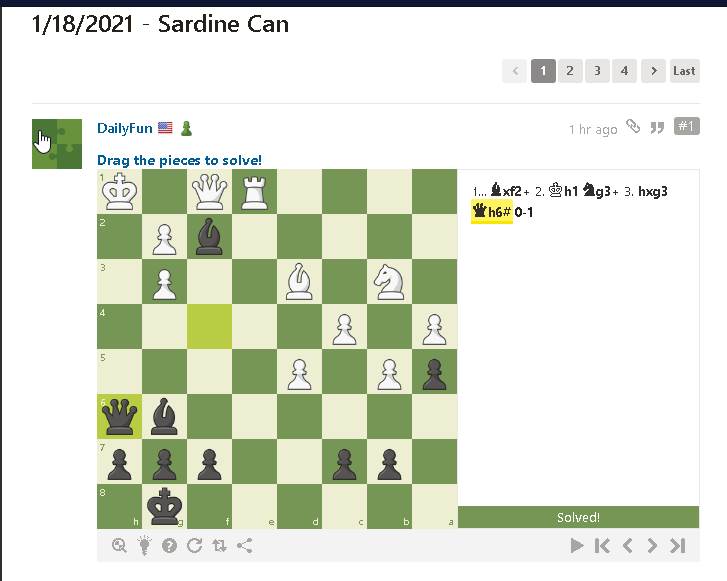 1/18/2021 - Sardine Can
< 1 2 3 4 > Last
DailyFun
1 hr ago #1
Drag the pieces to solve!
1... ♝xf2+ 2. ♔h1 ♞g3+ 3. hxg3
♛h6# 0-1
1
2
3
4
5
6
7
8
h g f e d c b a
Solved!